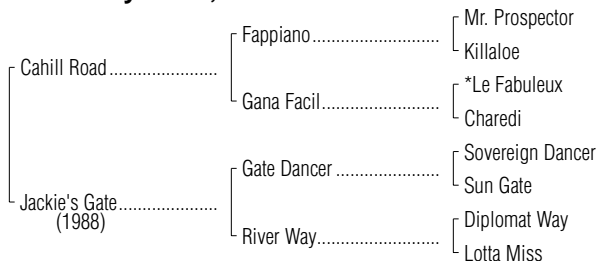 Cahill Road
Jackie's Gate
(1988)
Fappiano
Gana Facil
Gate Dancer
River Way
Mr. Prospector
Killaloe
*Le Fabuleux
Charedi
Sovereign Dancer
Sun Gate
Diplomat Way
Lotta Miss